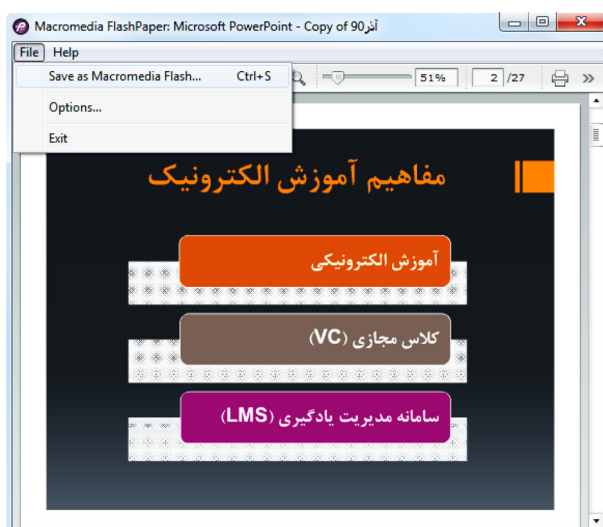 Macromedia FlashPaper: Microsoft PowerPoint - Copy of 90آذر
File Help
Save as Macromedia Flash... Ctrl+S
51% 2 /27
Options...
Exit
مفاهیم آموزش الکترونیک
آموزش الکترونیکی
کلاس مجازی (VC)
سامانه مدیریت یادگیری (LMS)